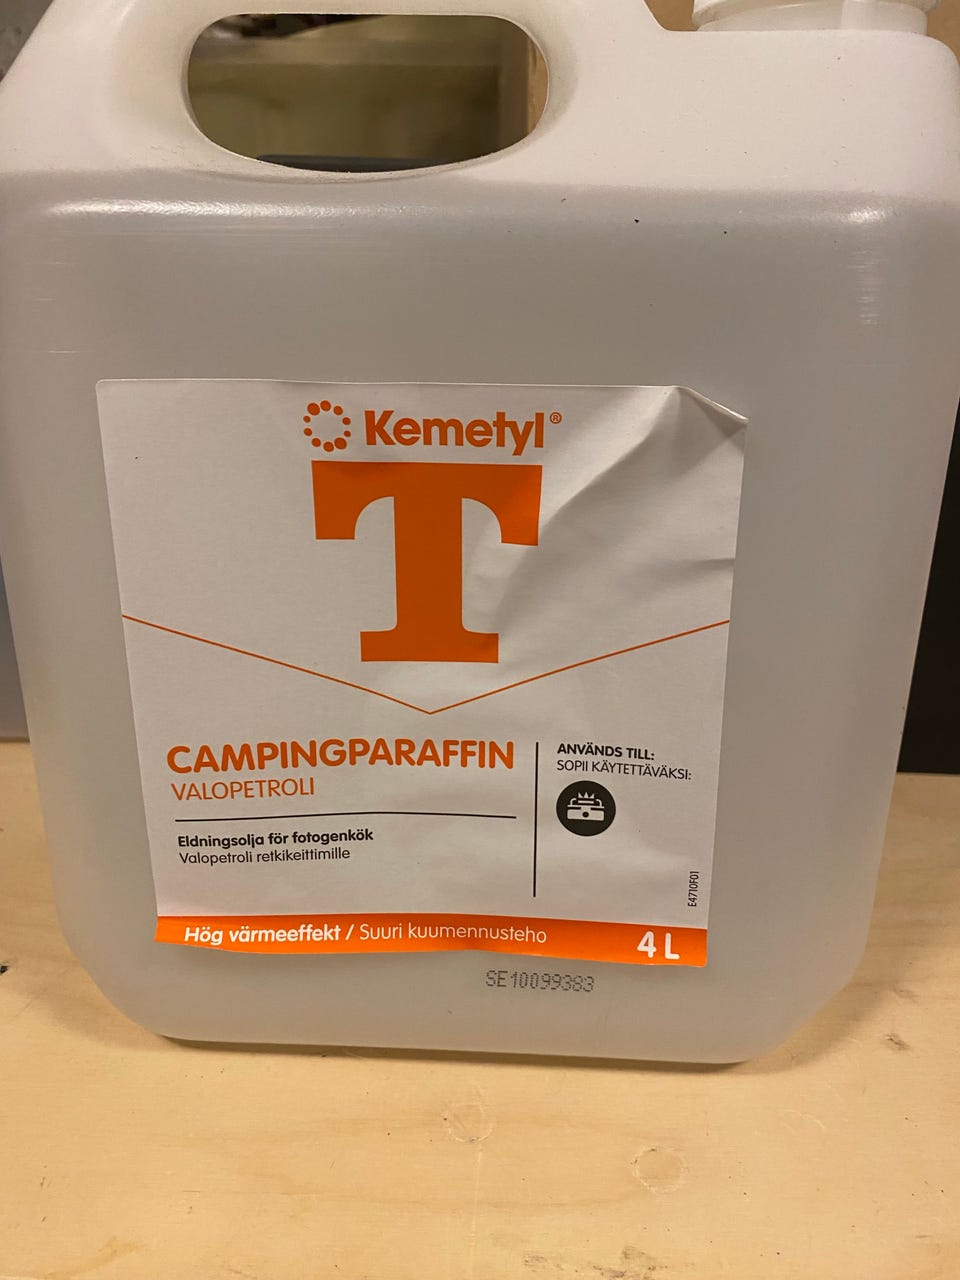 Kemetyl®
T
CAMPINGPARAFFIN
VALOPETROLI
Eldningsolja för fotogenkök
Valopetroli retkikeittimille
ANVÄNDS TILL:
SOPII KÄYTETTÄVÄKSI:
E4710F01
Hög värmeeffekt / Suuri kuumennusteho
4 L
SE10099383